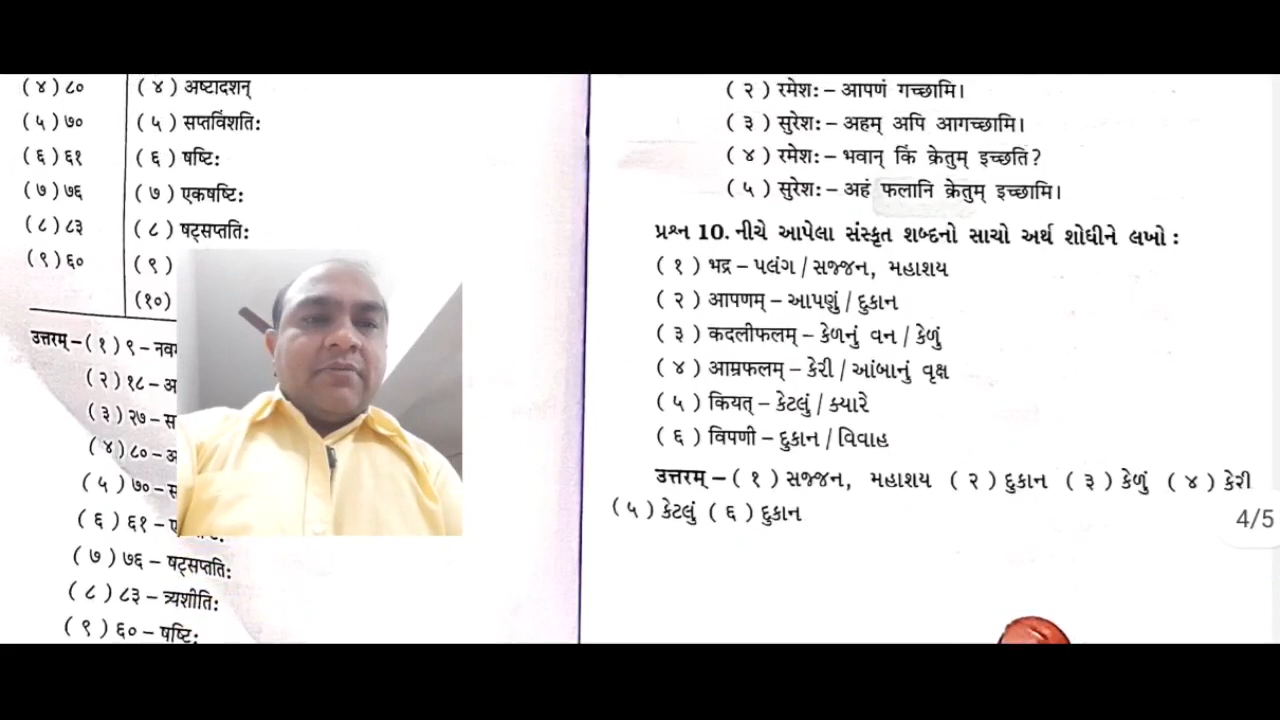 ( ४ ) ८०
( ५ ) ७०
( ६ ) ६१
( ७ ) ७६
( ८ ) ८३
( ९ ) ६०
( ४ ) अष्टादशन्
( ५ ) सप्तविंशतिः
( ६ ) षष्टिः
( ७ ) एकषष्टिः
( ८ ) षट्सप्ततिः
( ९ )
(१०)
उत्तरम् – ( १ ) ९ –
( २ ) १८ –
( ३ ) २७ –
( ४ ) ८० –
( ५ ) ७० –
( ६ ) ६१ –
( ७ ) ७६ – षट्सप्ततिः
( ८ ) ८३ – त्र्यशीतिः
( ९ ) ६० – षष्टिः
( २ ) रमेशः – आपणं गच्छामि।
( ३ ) सुरेशः – अहम् अपि आगच्छामि।
( ४ ) रमेशः – भवान् किं क्रेतुम् इच्छति ?
( ५ ) सुरेशः – अहं फलानि क्रेतुम् इच्छामि।
પ્રશ્ન 10. નીચે આપેલા સંસ્કૃત શબ્દનો સાચો અર્થ શોધીને લખો :
( १ ) भद्र – પલંગ / સજ્જન, મહાશય
( २ ) आपणम् – આપણું / દુકાન
( ३ ) कदलीफलम् – કેળનું વન / કેળું
( ४ ) आम्रफलम् – કેરી / આંબાનું વૃક્ષ
( ५ ) कियत् – કેટલું / ક્યારે
( ६ ) विपणी – દુકાન / વિવાહ
उत्तरम् – ( १ ) સજ્જન, મહાશય ( २ ) દુકાન ( ३ ) કેળું ( ४ ) કેરી
( ५ ) કેટલું ( ६ ) દુકાન
4/5